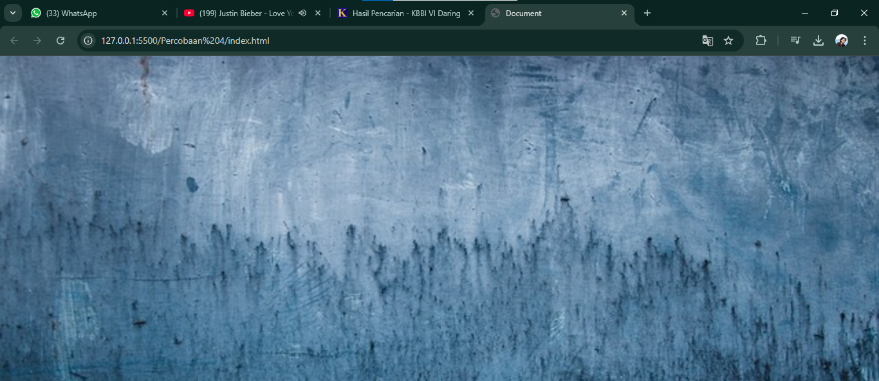 (33) WhatsApp
(199) Justin Bieber - Love Yo
Hasil Pencarian - KBBI VI Daring
Document
127.0.0.1:5500/Percobaan%204/index.html